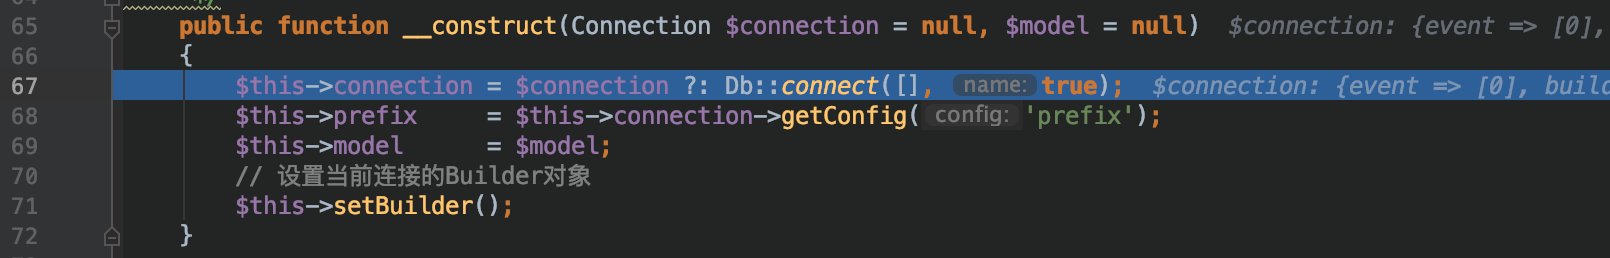 65 public function __construct(Connection $connection = null, $model = null) $connection: {event => [0],
66 {
67 $this->connection = $connection ?: Db::connect([], name: true); $connection: {event => [0], build
68 $this->prefix = $this->connection->getConfig( config: 'prefix');
69 $this->model = $model;
70 // 设置当前连接的Builder对象
71 $this->setBuilder();
72 }